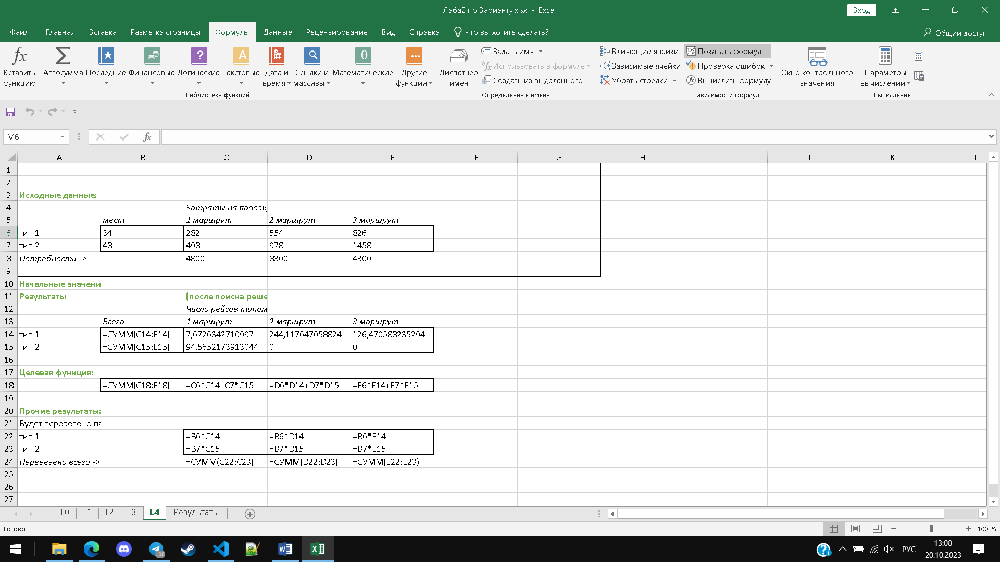 Лаба2 по Варианту.xlsx - Excel
Вход
Файл Главная Вставка Разметка страницы Формулы Данные Рецензирование Вид Справка Что вы хотите сделать? Общий доступ
Вставить функцию
Автосумма
Последние
Финансовые
Логические
Текстовые
Дата и время
Ссылки и массивы
Математические
Другие функции
Библиотека функций
Диспетчер имен
Задать имя
Использовать в формуле
Создать из выделенного
Определенные имена
Влияющие ячейки
Зависимые ячейки
Убрать стрелки
Показать формулы
Проверка ошибок
Вычислить формулу
Зависимости формул
Окно контрольного значения
Параметры вычислений
Вычисление
M6
A B C D E F G H I J K L
1
2
3 Исходные данные:
4 Затраты на повозк
5 мест 1 маршрут 2 маршрут 3 маршрут
6 тип 1 34 282 554 826
7 тип 2 48 498 978 1458
8 Потребности -> 4800 8300 4300
9
10 Начальные значени
11 Результаты (после поиска реше
12 Число рейсов типом
13 Всего 1 маршрут 2 маршрут 3 маршрут
14 тип 1 =СУММ(C14:E14) 7,6726342710997 244,117647058824 126,470588235294
15 тип 2 =СУММ(C15:E15) 94,5652173913044 0 0
16
17 Целевая функция:
18 =СУММ(C18:E18) =C6*C14+C7*C15 =D6*D14+D7*D15 =E6*E14+E7*E15
19
20 Прочие результаты:
21 Будет перевезено па
22 тип 1 =B6*C14 =B6*D14 =B6*E14
23 тип 2 =B7*C15 =B7*D15 =B7*E15
24 Перевезено всего -> =СУММ(C22:C23) =СУММ(D22:D23) =СУММ(E22:E23)
25
26
27
L0 L1 L2 L3 L4 Результаты
Готово
100 %
РУС
13:08
20.10.2023